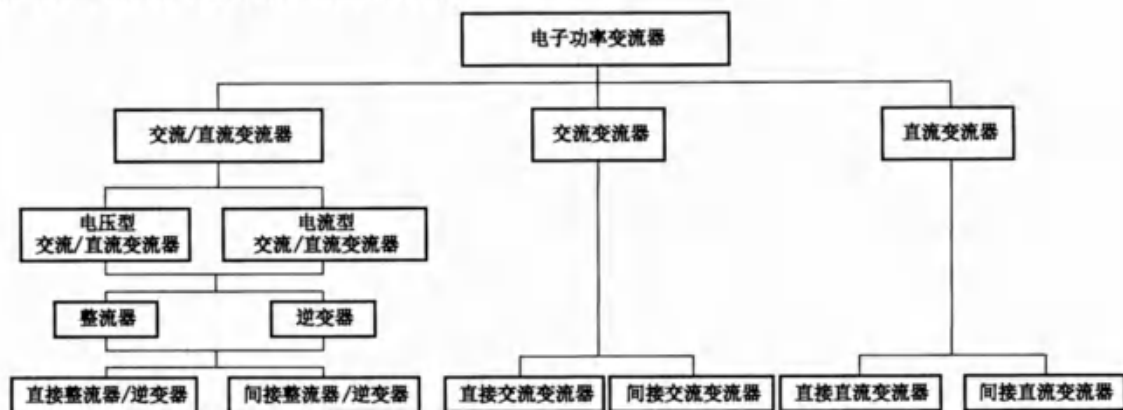 电子功率变流器
交流/直流变流器
交流变流器
直流变流器
电压型
交流/直流变流器
电流型
交流/直流变流器
整流器
逆变器
直接整流器/逆变器
间接整流器/逆变器
直接交流变流器
间接交流变流器
直接直流变流器
间接直流变流器